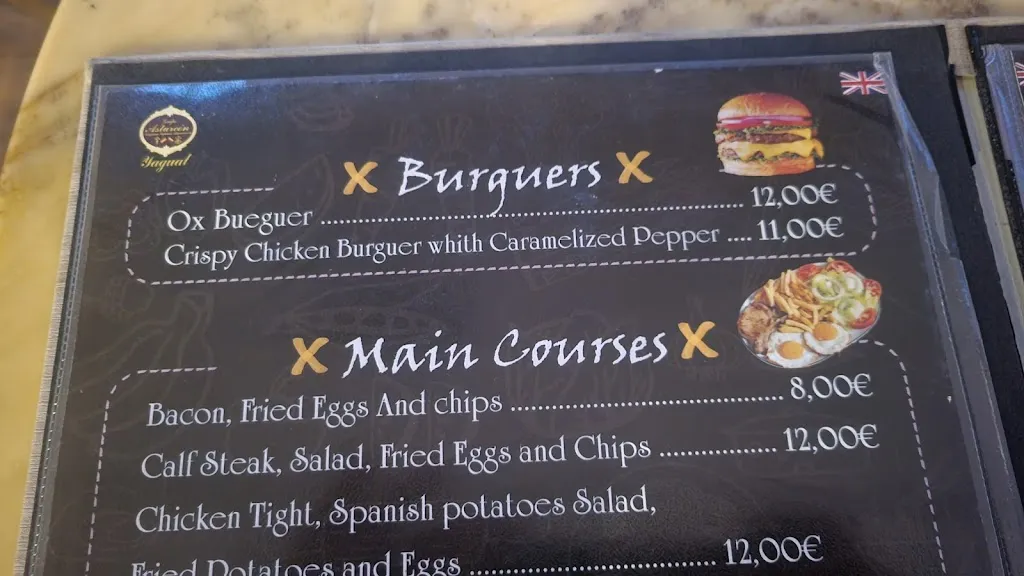 Astureon
Yugual
X Burguers X
Ox Bueguer ........ 12,00€
Crispy Chicken Burguer whith Caramelized Pepper .... 11,00€
X Main Courses X
Bacon, Fried Eggs And chips ........ 8,00€
Calf Steak, Salad, Fried Eggs and Chips ........ 12,00€
Chicken Tight, Spanish potatoes Salad,
Fried Potatoes and Eggs ........ 12,00€